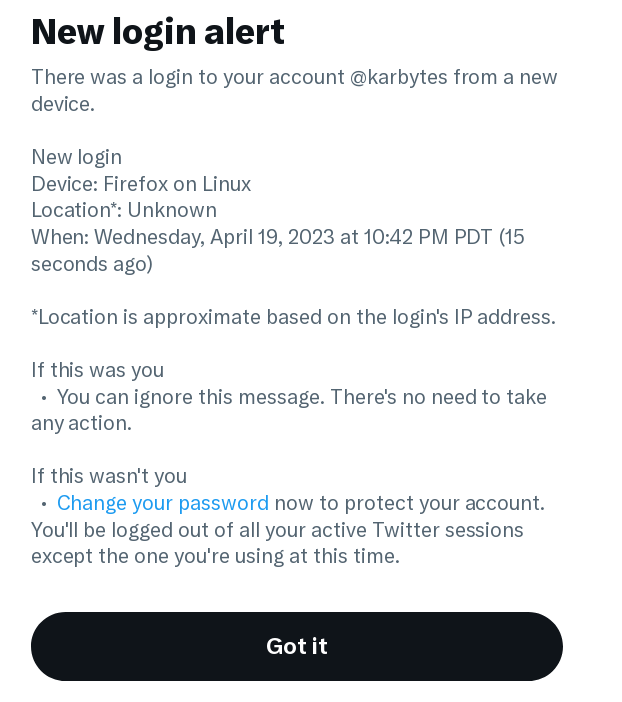 New login alert
There was a login to your account @karbytes from a new
device.
New login
Device: Firefox on Linux
Location*: Unknown
When: Wednesday, April 19, 2023 at 10:42 PM PDT (15
seconds ago)
*Location is approximate based on the login's IP address.
If this was you
• You can ignore this message. There's no need to take
any action.
If this wasn't you
• Change your password now to protect your account.
You'll be logged out of all your active Twitter sessions
except the one you're using at this time.
Got it